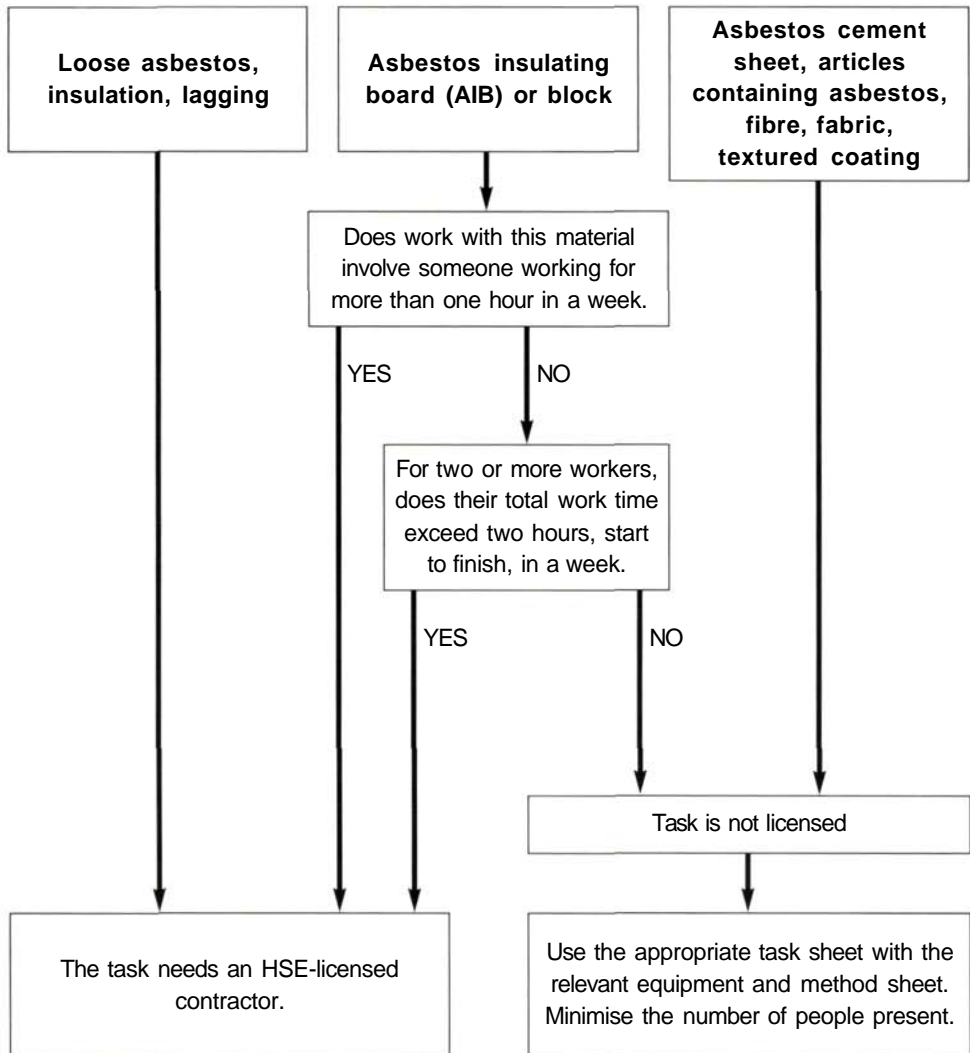 Loose asbestos,
insulation, lagging
Asbestos insulating
board (AIB) or block
Asbestos cement
sheet, articles
containing asbestos,
fibre, fabric,
textured coating
Does work with this material
involve someone working for
more than one hour in a week.
YES
NO
For two or more workers,
does their total work time
exceed two hours, start
to finish, in a week.
YES
NO
Task is not licensed
The task needs an HSE-licensed
contractor.
Use the appropriate task sheet with the
relevant equipment and method sheet.
Minimise the number of people present.